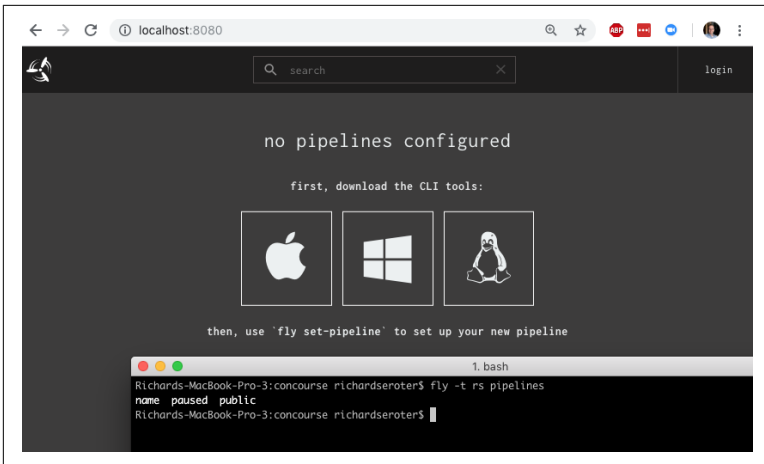 localhost:8080
ABP
search
login
no pipelines configured
first, download the CLI tools:
then, use `fly set-pipeline` to set up your new pipeline
1. bash
Richards-MacBook-Pro-3:concourse richardseroter$ fly -t rs pipelines
name paused public
Richards-MacBook-Pro-3:concourse richardseroter$